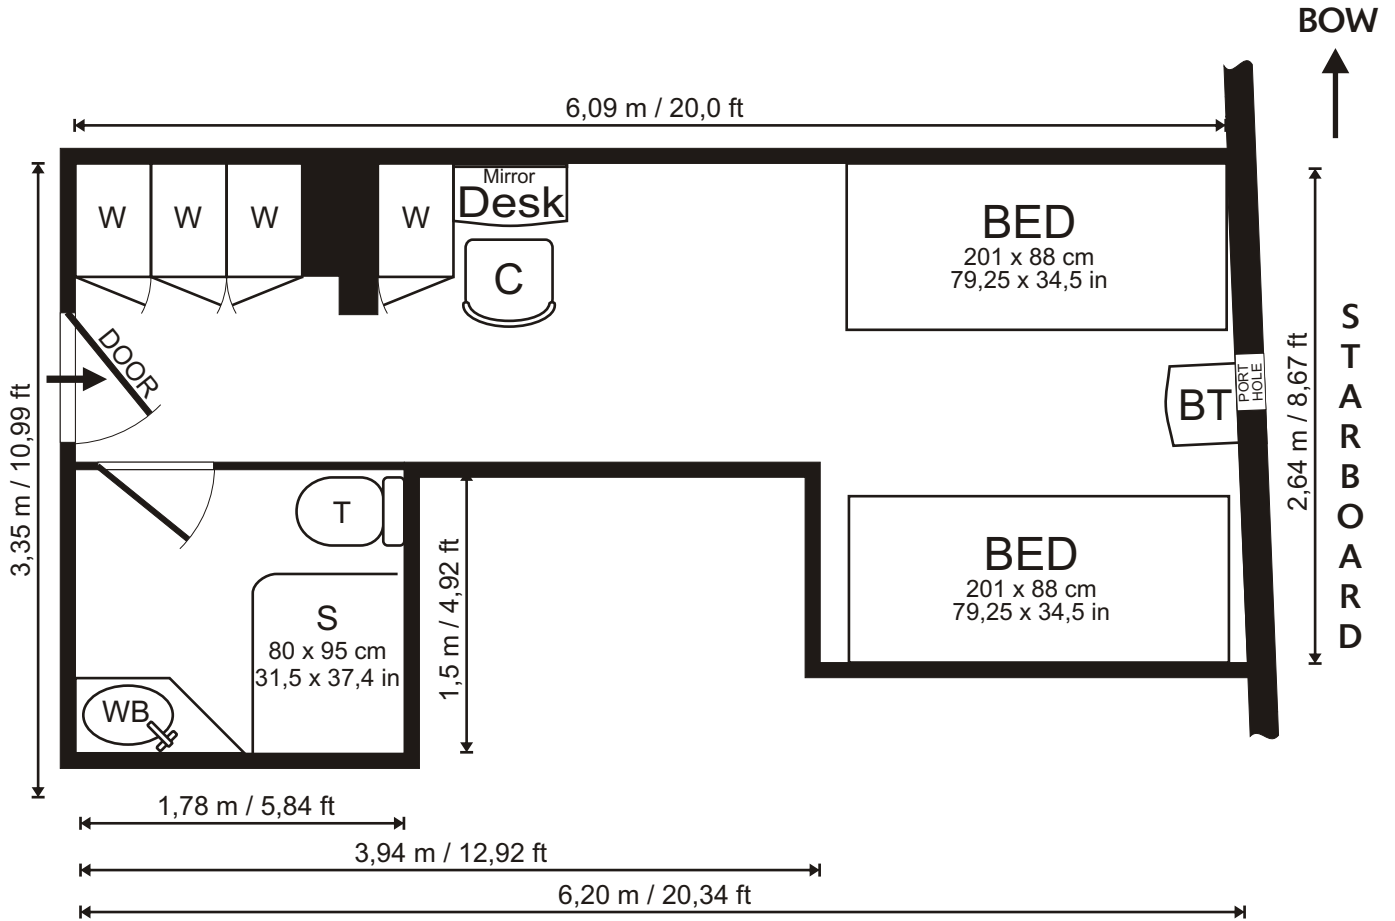 BOW
6,09 m / 20,0 ft
W
W
W
W
Mirror
Desk
C
BED
201 x 88 cm
79,25 x 34,5 in
DOOR
3,35 m / 10,99 ft
BT
PORT
HOLE
2,64 m / 8,67 ft
STARBOARD
T
S
80 x 95 cm
31,5 x 37,4 in
WB
1,5 m / 4,92 ft
BED
201 x 88 cm
79,25 x 34,5 in
1,78 m / 5,84 ft
3,94 m / 12,92 ft
6,20 m / 20,34 ft